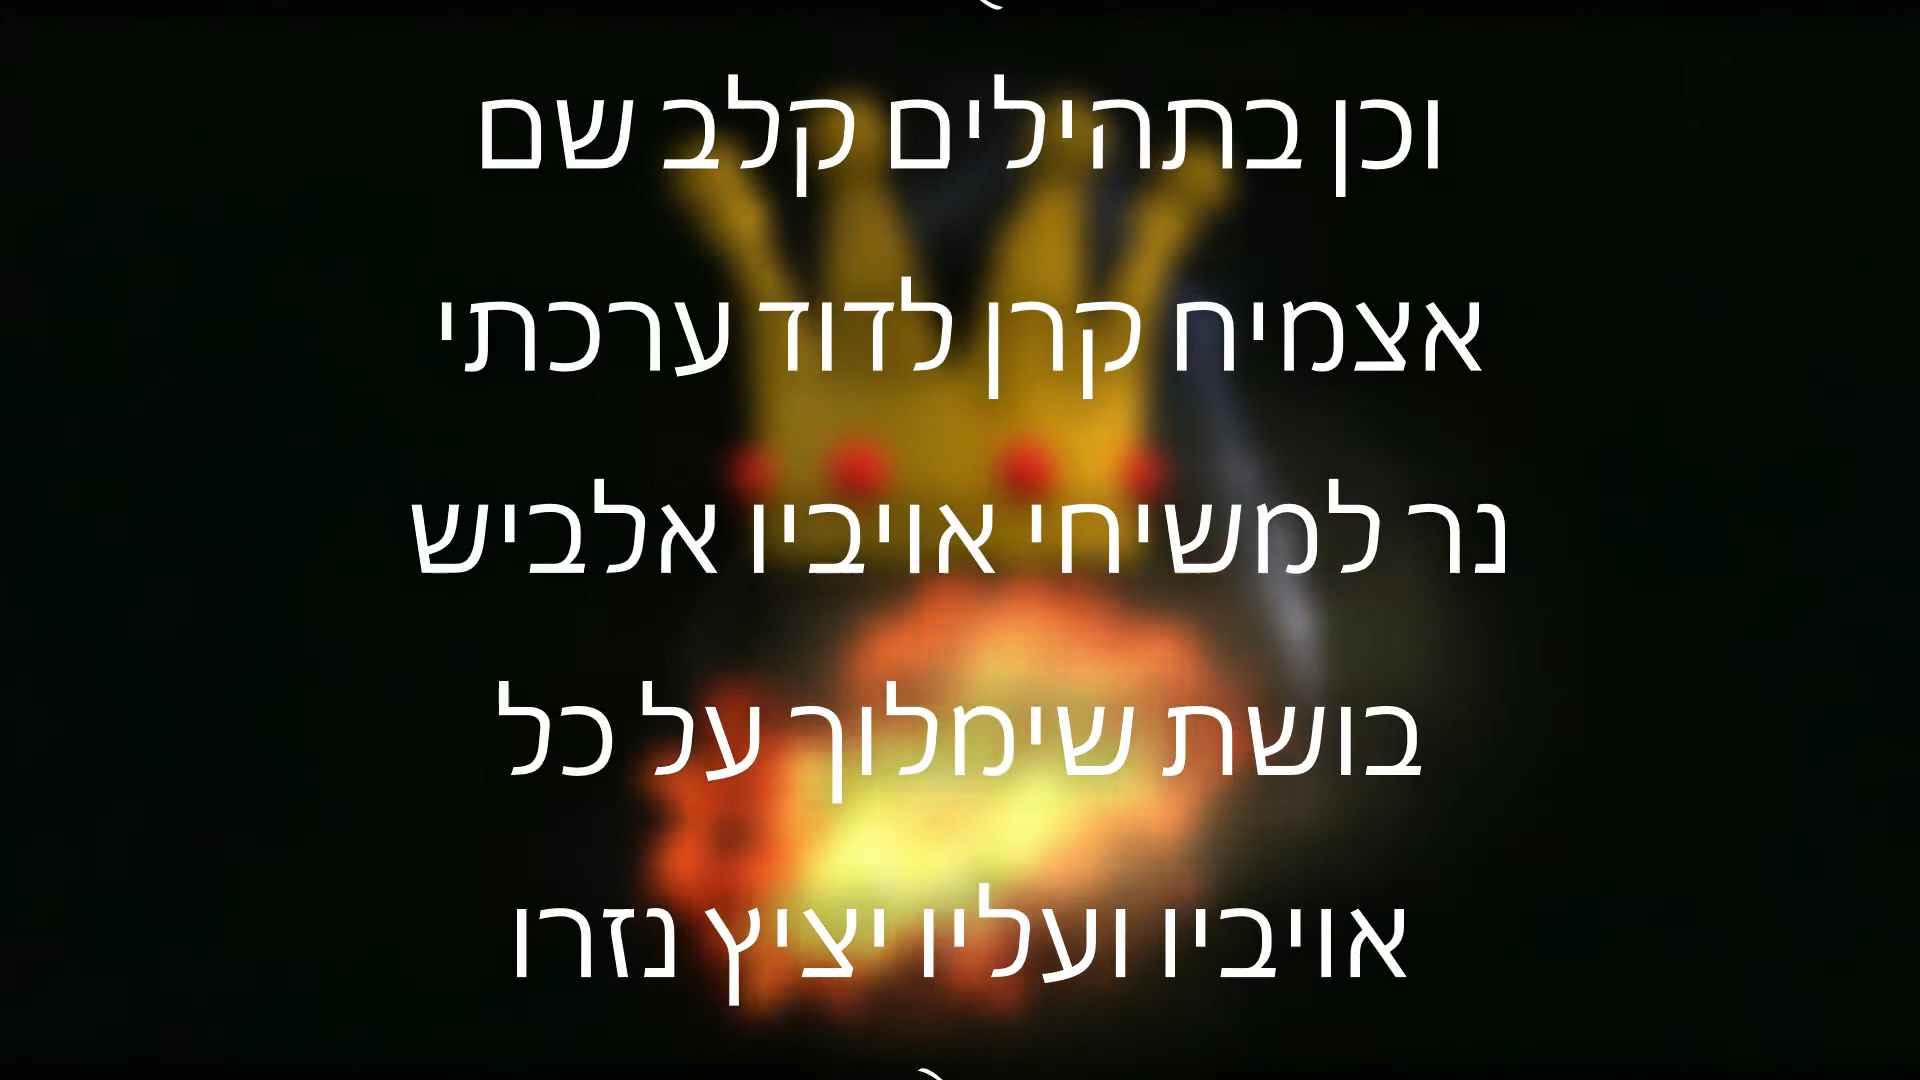 וכן בתהילים קלב שם
אצמיח קרן לדוד ערכתי
נר למשיחי אויביו אלביש
בושת שימלוך על כל
אויביו ועליו יציץ נזרו